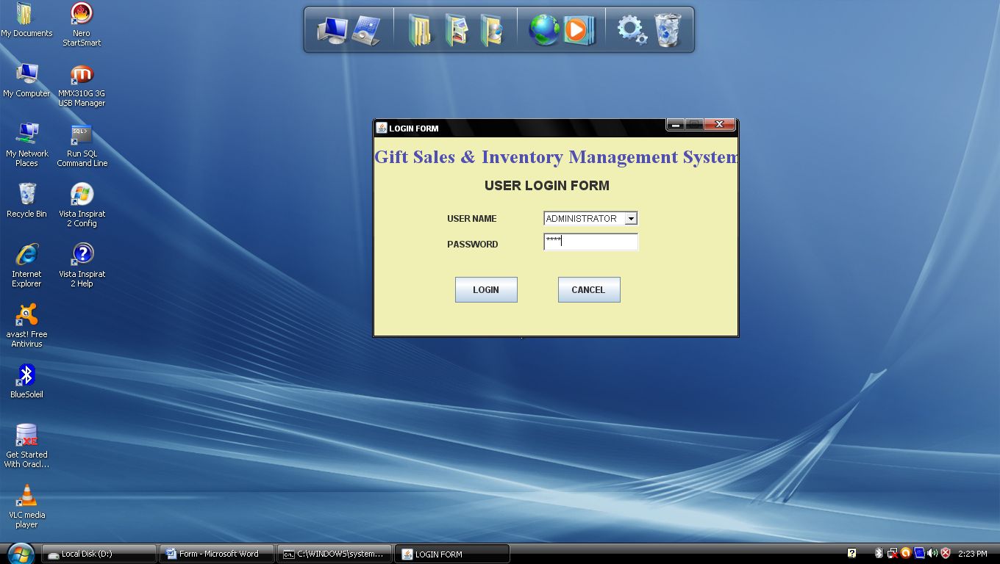 My Documents
Nero
StartSmart
My Computer
MMX310G 3G
USB Manager
My Network
Places
Run SQL
Command Line
SQL>
Recycle Bin
Vista Inspirat
2 Config
Internet
Explorer
Vista Inspirat
2 Help
avast! Free
Antivirus
BlueSoleil
XE
Get Started
With Oracl...
VLC media
player
LOGIN FORM
Gift Sales & Inventory Management System
USER LOGIN FORM
USER NAME
ADMINISTRATOR
PASSWORD
****
LOGIN
CANCEL
Local Disk (D:)
Form - Microsoft Word
C:\WINDOWS\system...
LOGIN FORM
2:23 PM